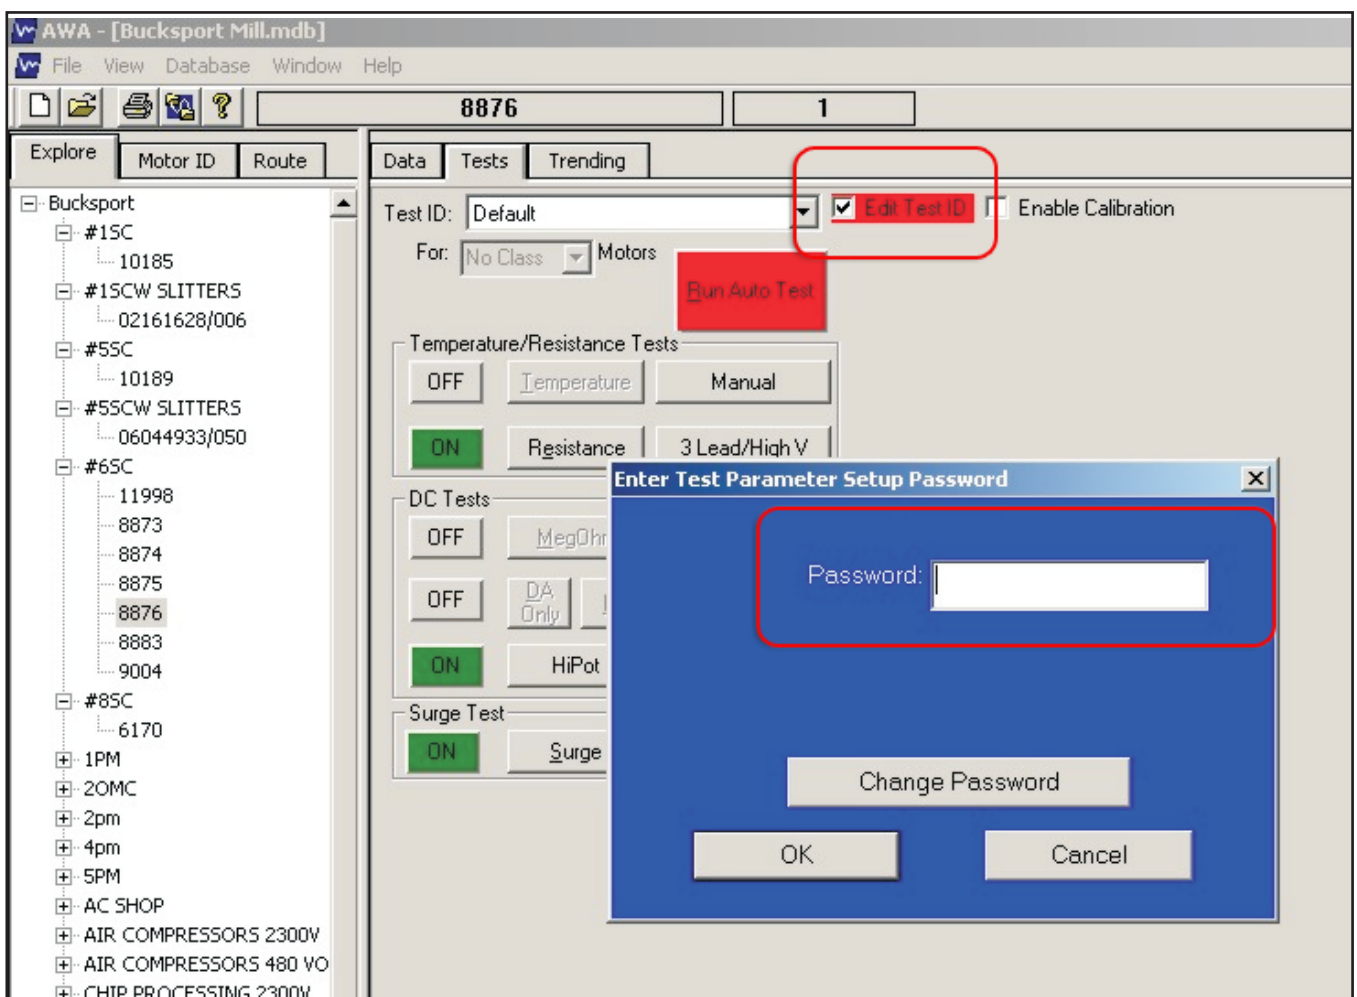 AWA - [Bucksport Mill.mdb]
File View Database Window Help
8876 1
Explore Motor ID Route
Data Tests Trending
Bucksport
#1SC
10185
#1SCW SLITTERS
02161628/006
#5SC
10189
#5SCW SLITTERS
06044933/050
#6SC
11998
8873
8874
8875
8876
8883
9004
#8SC
6170
1PM
2OMC
2pm
4pm
5PM
AC SHOP
AIR COMPRESSORS 2300V
AIR COMPRESSORS 480 VO
CHIP PROCESSING 2300V
Test ID: Default Edit Test ID Enable Calibration
For: No Class Motors
Run Auto Test
Temperature/Resistance Tests
OFF Temperature Manual
ON Resistance 3 Lead/High V
DC Tests
OFF MegOhr
OFF DA Only
ON HiPot
Surge Test
ON Surge
Enter Test Parameter Setup Password
Password:
Change Password
OK Cancel